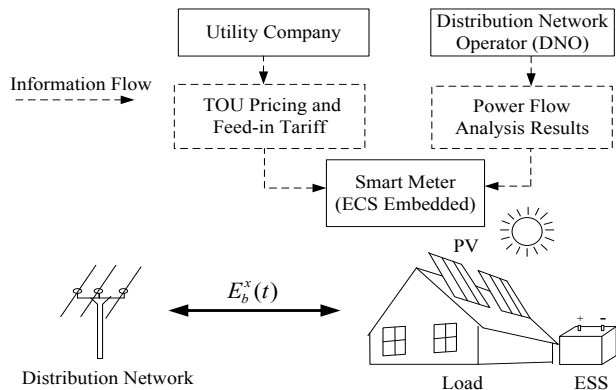 Utility Company
Distribution Network
Operator (DNO)
Information Flow
TOU Pricing and
Feed-in Tariff
Power Flow
Analysis Results
Smart Meter
(ECS Embedded)
PV
E_b^x(t)
+ -
Distribution Network
Load
ESS